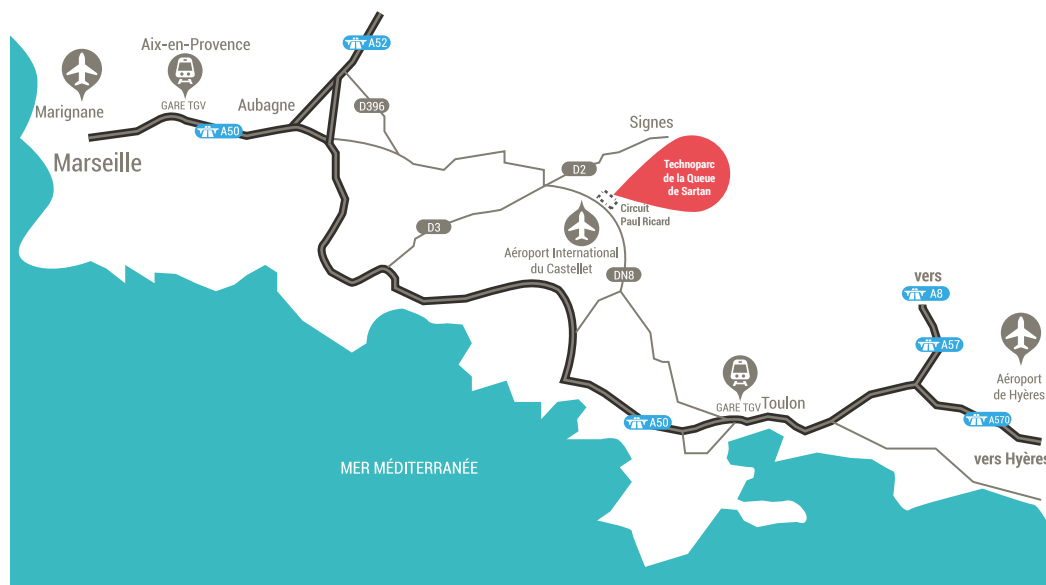 A52
Aix-en-Provence
Marignane
GARE TGV
Aubagne
D396
A50
Marseille
Signes
Technoparc
de la Queue
de Sartan
D2
Circuit
Paul Ricard
D3
Aéroport International
du Castellet
DN8
vers
A8
A57
Aéroport
de Hyères
GARE TGV
Toulon
A50
A570
vers Hyères
MER MÉDITERRANÉE